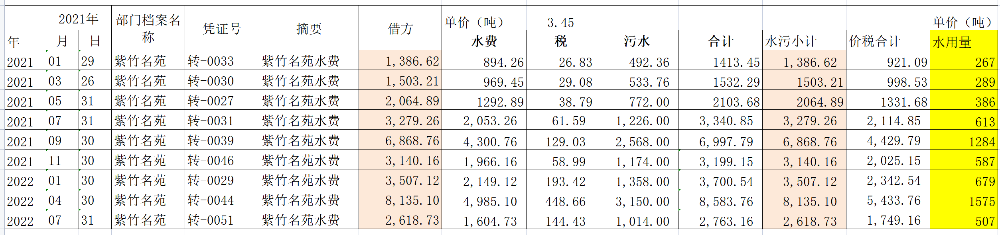 2021年 部门档案名称 凭证号 摘要 借方 单价（吨） 3.45 单价（吨）
年 月 日 水费 税 污水 合计 水污小计 价税合计 水用量
2021 01 29 紫竹名苑 转-0033 紫竹名苑水费 1,386.62 894.26 26.83 492.36 1413.45 1,386.62 921.09 267
2021 03 26 紫竹名苑 转-0030 紫竹名苑水费 1,503.21 969.45 29.08 533.76 1532.29 1503.21 998.53 289
2021 05 31 紫竹名苑 转-0027 紫竹名苑水费 2,064.89 1292.89 38.79 772.00 2103.68 2064.89 1331.68 386
2021 07 31 紫竹名苑 转-0031 紫竹名苑水费 3,279.26 2,053.26 61.59 1,226.00 3,340.85 3,279.26 2,114.85 613
2021 09 30 紫竹名苑 转-0039 紫竹名苑水费 6,868.76 4,300.76 129.03 2,568.00 6,997.79 6,868.76 4,429.79 1284
2021 11 30 紫竹名苑 转-0046 紫竹名苑水费 3,140.16 1,966.16 58.99 1,174.00 3,199.15 3,140.16 2,025.15 587
2022 01 30 紫竹名苑 转-0029 紫竹名苑水费 3,507.12 2,149.12 193.42 1,358.00 3,700.54 3,507.12 2,342.54 679
2022 04 30 紫竹名苑 转-0044 紫竹名苑水费 8,135.10 4,985.10 448.66 3,150.00 8,583.76 8,135.10 5,433.76 1575
2022 07 31 紫竹名苑 转-0051 紫竹名苑水费 2,618.73 1,604.73 144.43 1,014.00 2,763.16 2,618.73 1,749.16 507